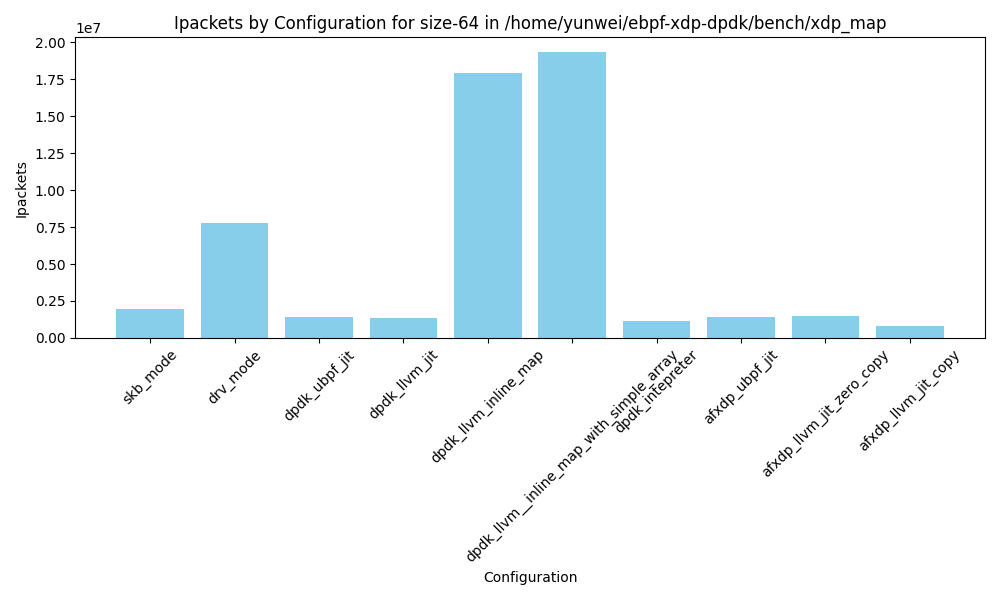 Ipackets by Configuration for size-64 in /home/yunwei/ebpf-xdp-dpdk/bench/xdp_map
1e7
2.00
1.75
1.50
1.25
1.00
0.75
0.50
0.25
0.00
Ipackets
skb_mode
drv_mode
dpdk_ubpf_jit
dpdk_llvm_jit
dpdk_llvm_inline_map
dpdk_llvm__inline_map_with_simple_array
dpdk_intepreter
afxdp_ubpf_jit
afxdp_llvm_jit_zero_copy
afxdp_llvm_jit_copy
Configuration